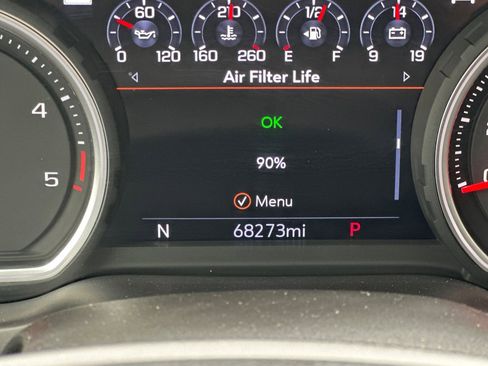 60 210 1/2 14
0 120 160 260 E F 9 19
Air Filter Life
OK
90%
Menu
N 68273mi P
4
5